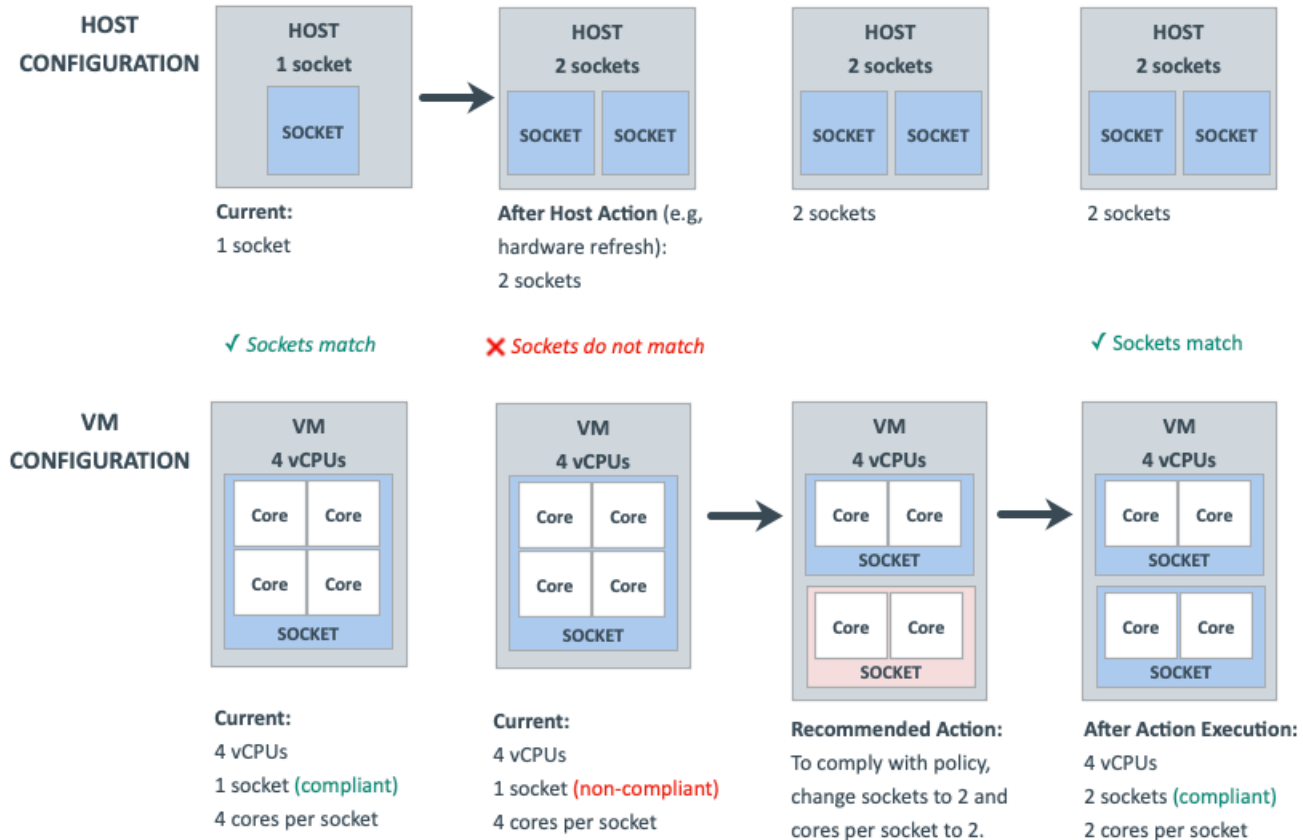 HOST
CONFIGURATION
HOST
1 socket
SOCKET
HOST
2 sockets
SOCKET
SOCKET
HOST
2 sockets
SOCKET
SOCKET
HOST
2 sockets
SOCKET
SOCKET
Current:
1 socket
After Host Action (e.g,
hardware refresh):
2 sockets
2 sockets
2 sockets
✓ Sockets match
❌ Sockets do not match
✓ Sockets match
VM
CONFIGURATION
VM
4 vCPUs
Core
Core
Core
Core
SOCKET
VM
4 vCPUs
Core
Core
Core
Core
SOCKET
VM
4 vCPUs
Core
Core
SOCKET
Core
Core
SOCKET
VM
4 vCPUs
Core
Core
SOCKET
Core
Core
SOCKET
Current:
4 vCPUs
1 socket (compliant)
4 cores per socket
Current:
4 vCPUs
1 socket (non-compliant)
4 cores per socket
Recommended Action:
To comply with policy,
change sockets to 2 and
cores per socket to 2.
After Action Execution:
4 vCPUs
2 sockets (compliant)
2 cores per socket